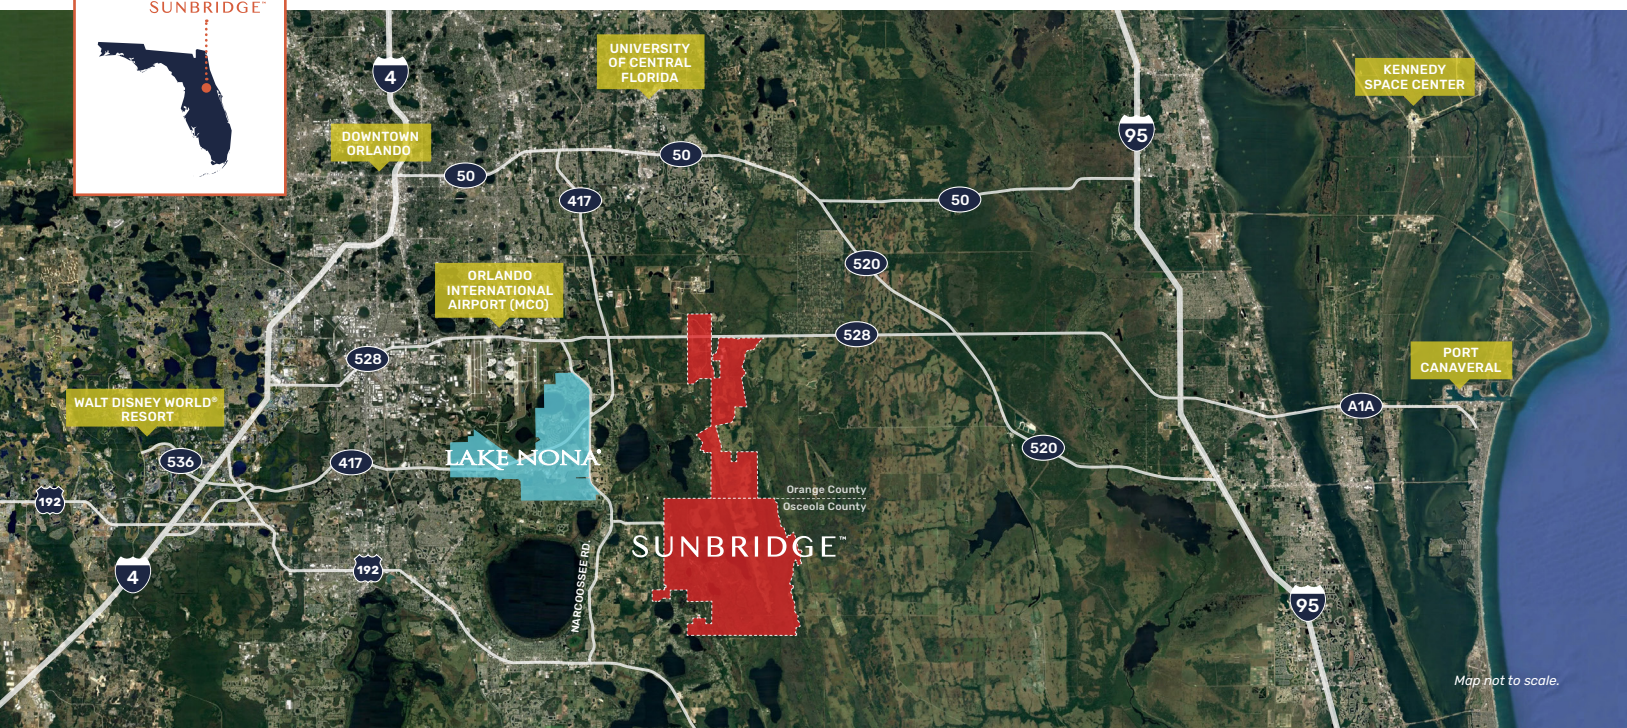 SUNBRIDGE™
4
UNIVERSITY
OF CENTRAL
FLORIDA
KENNEDY
SPACE CENTER
DOWNTOWN
ORLANDO
95
50
50
417
50
520
ORLANDO
INTERNATIONAL
AIRPORT (MCO)
528
528
PORT
CANAVERAL
WALT DISNEY WORLD®
RESORT
A1A
536
417
LAKE NONA®
520
192
Orange County
Osceola County
SUNBRIDGE™
NARCOOSSEE RD.
4
192
95
Map not to scale.